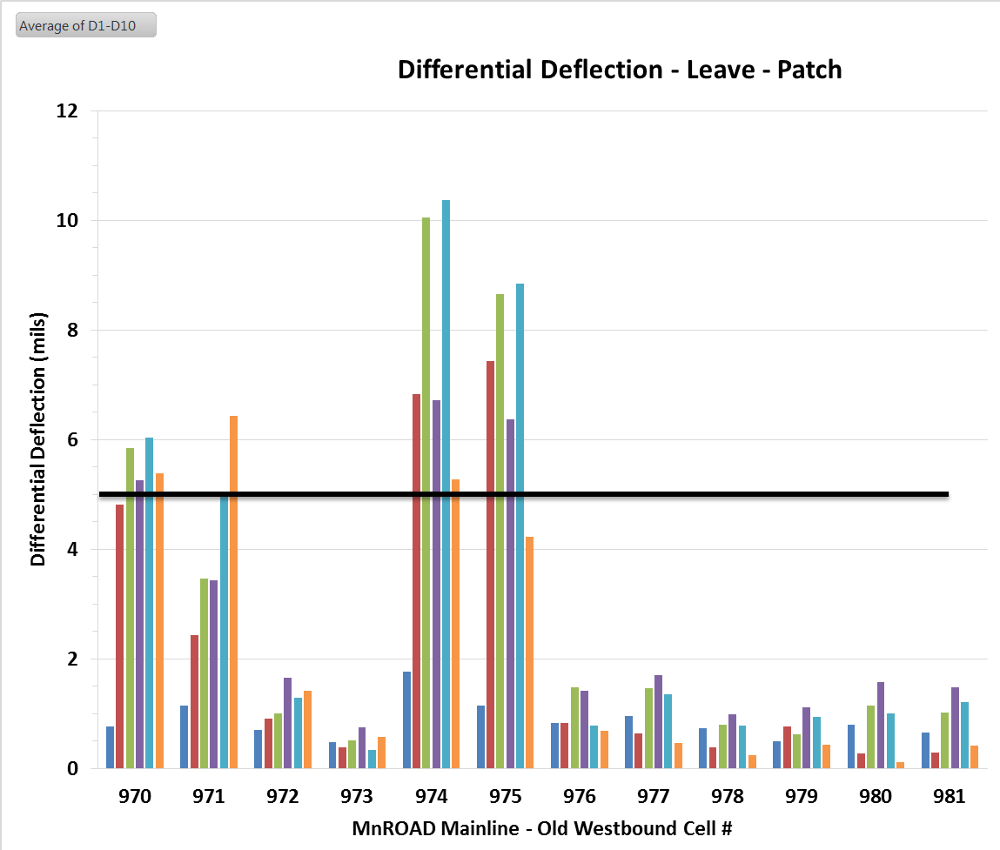 Average of D1-D10
Differential Deflection - Leave - Patch
12
10
8
6
4
2
0
Differential Deflection (mils)
970 971 972 973 974 975 976 977 978 979 980 981
MnROAD Mainline - Old Westbound Cell #